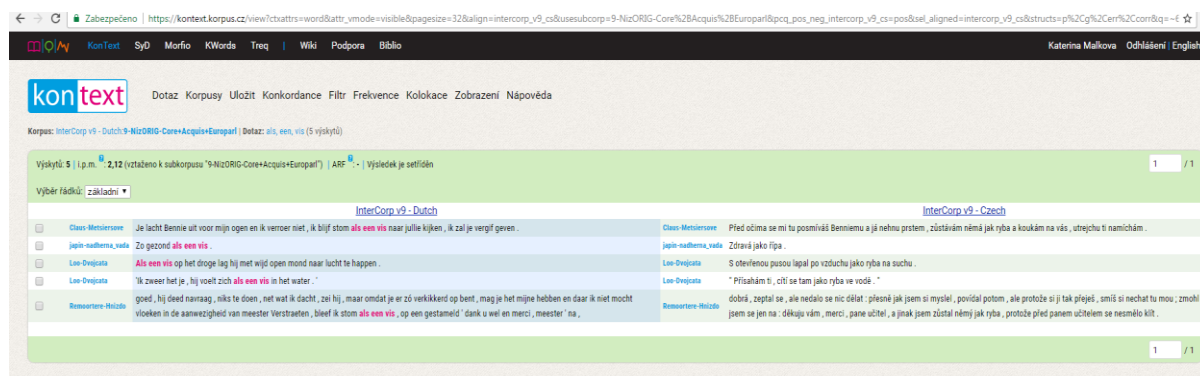 Zabezpečeno | https://kontext.korpus.cz/view?ctxattrs=word&attr_vmode=visible&pagesize=32&align=intercorp_v9_cs&usesubcorp=9-NizORIG-Core%2BAcquis%2BEuroparl&pcq_pos_neg_intercorp_v9_cs=pos&sel_aligned=intercorp_v9_cs&structs=p%2Cg%2Cerr%2Ccorr&q=~
KonText SyD Morfio KWords Treq | Wiki Podpora Biblio Katerina Malkova Odhlášení | English
kontext Dotaz Korpusy Uložit Konkordance Filtr Frekvence Kolokace Zobrazení Nápověda
Korpus: InterCorp v9 - Dutch:9-NizORIG-Core+Acquis+Europarl | Dotaz: als, een, vis (5 výskytů)
Výskytů: 5 | i.p.m. ?: 2,12 (vztaženo k subkorpusu "9-NizORIG-Core+Acquis+Europarl") | ARF ?: - | Výsledek je setříděn 1 / 1
Výběr řádků: základní
InterCorp v9 - Dutch InterCorp v9 - Czech
Claus-Metsiersove Je lacht Bennie uit voor mijn ogen en ik verroer niet , ik blijf stom als een vis naar jullie kijken , ik zal je vergif geven . Claus-Metsiersove Před očima se mi tu posmíváš Benniemu a já nehnu prstem , zůstávám němá jak ryba a koukám na vás , utrejchu ti namíchám .
japin-nadherna_vada Zo gezond als een vis . japin-nadherna_vada Zdravá jako řípa .
Loo-Dvojcata Als een vis op het droge lag hij met wijd open mond naar lucht te happen . Loo-Dvojcata S otevřenou pusou lapal po vzduchu jako ryba na suchu .
Loo-Dvojcata 'Ik zweer het je , hij voelt zich als een vis in het water . ' Loo-Dvojcata " Přísahám ti , cítí se tam jako ryba ve vodě . "
goed , hij deed navraag , niks te doen , net wat ik dacht , zei hij , maar omdat je er zó verkikkerd op bent , mag je het mijne hebben en daar ik niet mocht dobrá , zeptal se , ale nedalo se nic dělat : přesně jak jsem si myslel , povídal potom , ale protože si ji tak přeješ , smíš si nechat tu mou ; zmohl
Remoortere-Hnizdo vloeken in de aanwezigheid van meester Verstraeten , bleef ik stom als een vis , op een gestameld ' dank u wel en merci , meester ' na , Remoortere-Hnizdo jsem se jen na : děkuju vám , merci , pane učitel , a jinak jsem zůstal němý jak ryba , protože před panem učitelem se nesmělo klít .
1 / 1